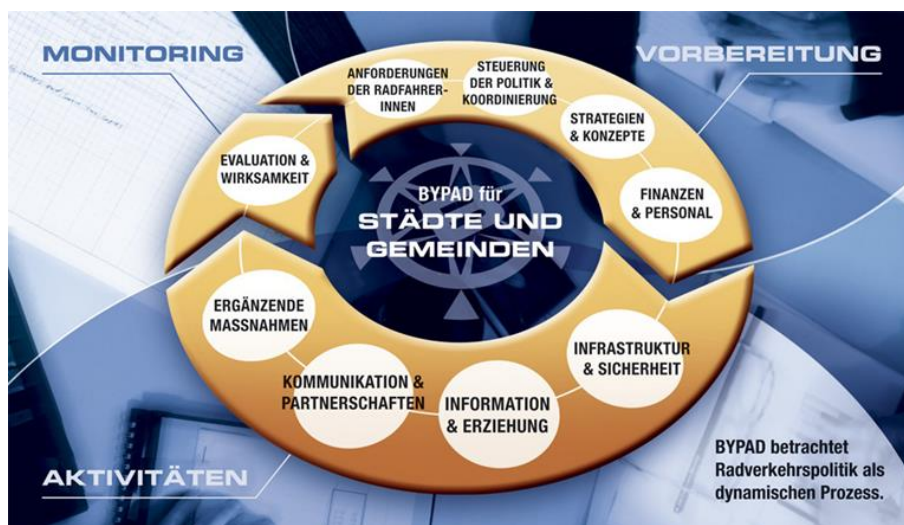 MONITORING
VORBEREITUNG
ANFORDERUNGEN
DER RADFAHRER-
INNEN
STEUERUNG
DER POLITIK &
KOORDINIERUNG
STRATEGIEN
& KONZEPTE
FINANZEN
& PERSONAL
EVALUATION &
WIRKSAMKEIT
BYPAD für
STÄDTE UND
GEMEINDEN
INFRASTRUKTUR
& SICHERHEIT
INFORMATION
& ERZIEHUNG
KOMMUNIKATION &
PARTNERSCHAFTEN
ERGÄNZENDE
MASSNAHMEN
AKTIVITÄTEN
BYPAD betrachtet
Radverkehrspolitik als
dynamischen Prozess.